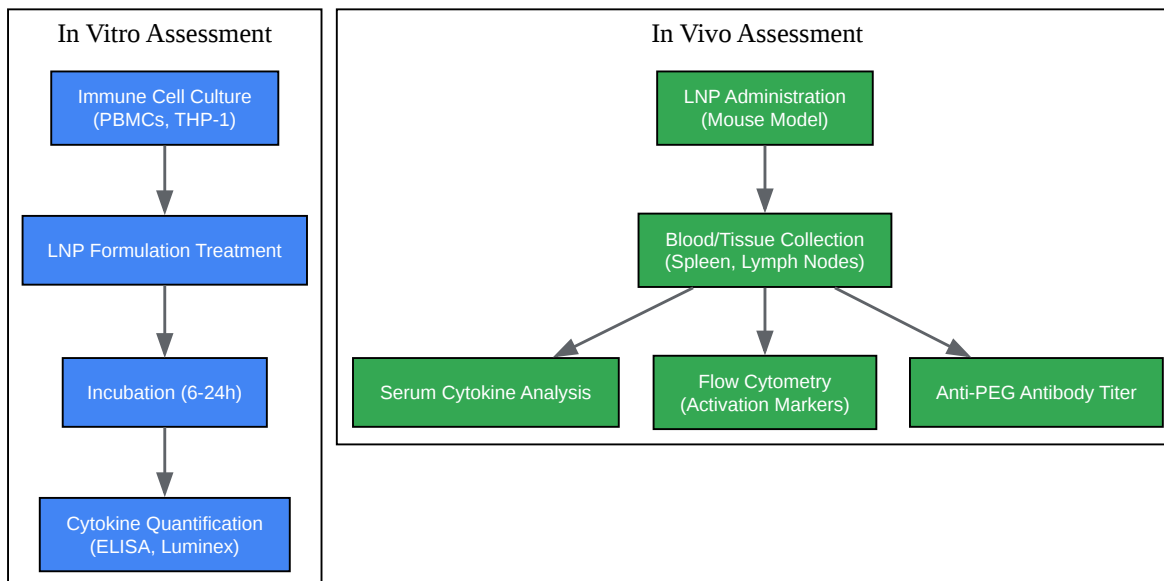 In Vitro Assessment
Immune Cell Culture
(PBMCs, THP-1)
LNP Formulation Treatment
Incubation (6-24h)
Cytokine Quantification
(ELISA, Luminex)
In Vivo Assessment
LNP Administration
(Mouse Model)
Blood/Tissue Collection
(Spleen, Lymph Nodes)
Serum Cytokine Analysis
Flow Cytometry
(Activation Markers)
Anti-PEG Antibody Titer